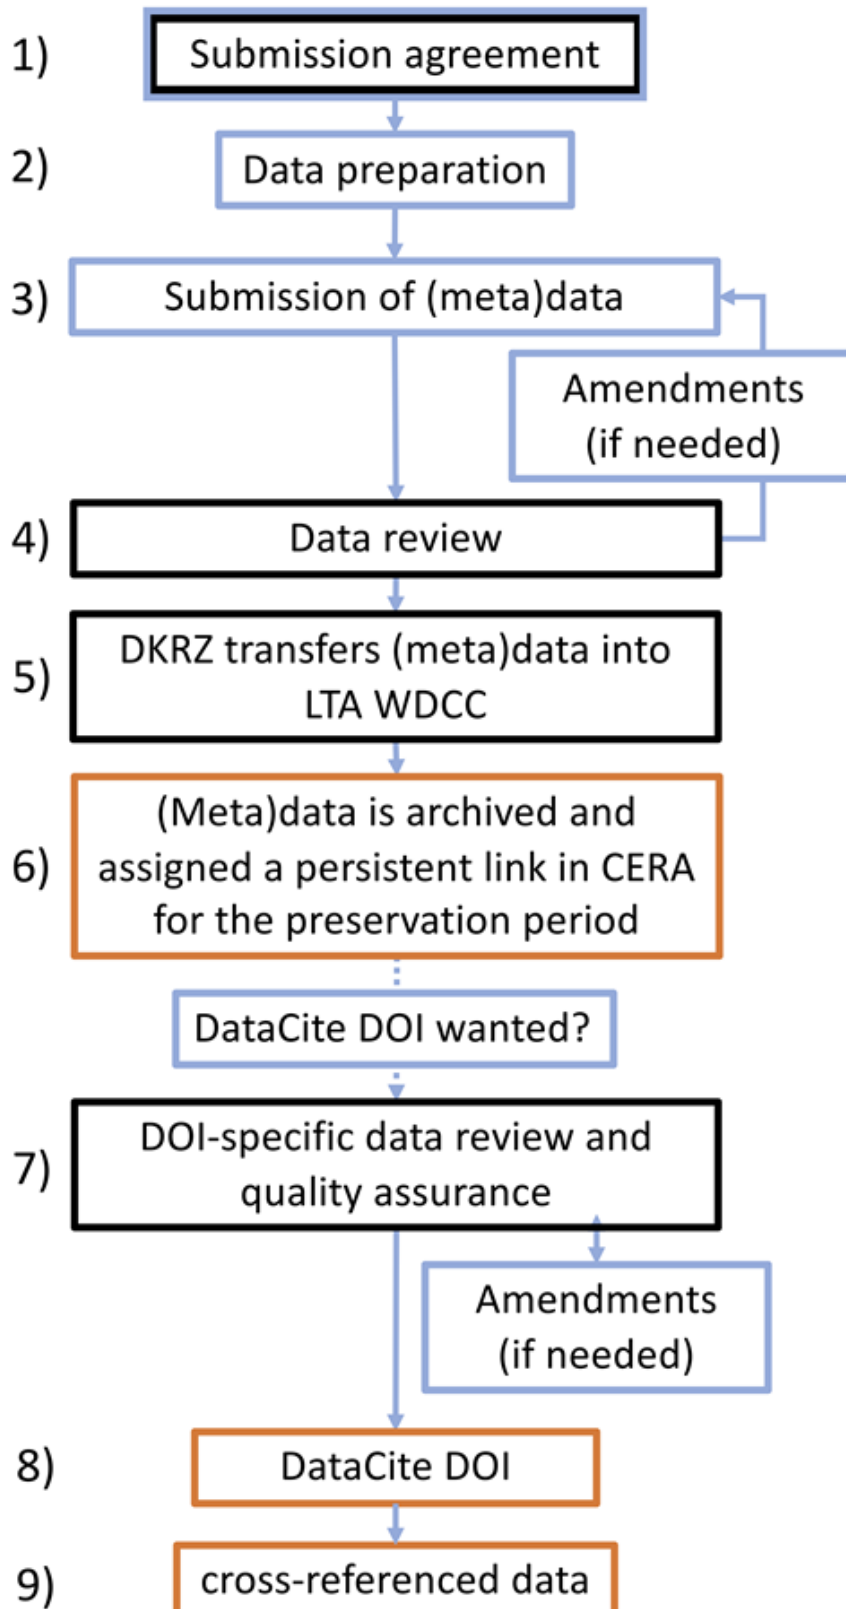 1)
Submission agreement
2)
Data preparation
3)
Submission of (meta)data
Amendments
(if needed)
4)
Data review
5)
DKRZ transfers (meta)data into
LTA WDCC
6)
(Meta)data is archived and
assigned a persistent link in CERA
for the preservation period
DataCite DOI wanted?
7)
DOI-specific data review and
quality assurance
Amendments
(if needed)
8)
DataCite DOI
9)
cross-referenced data